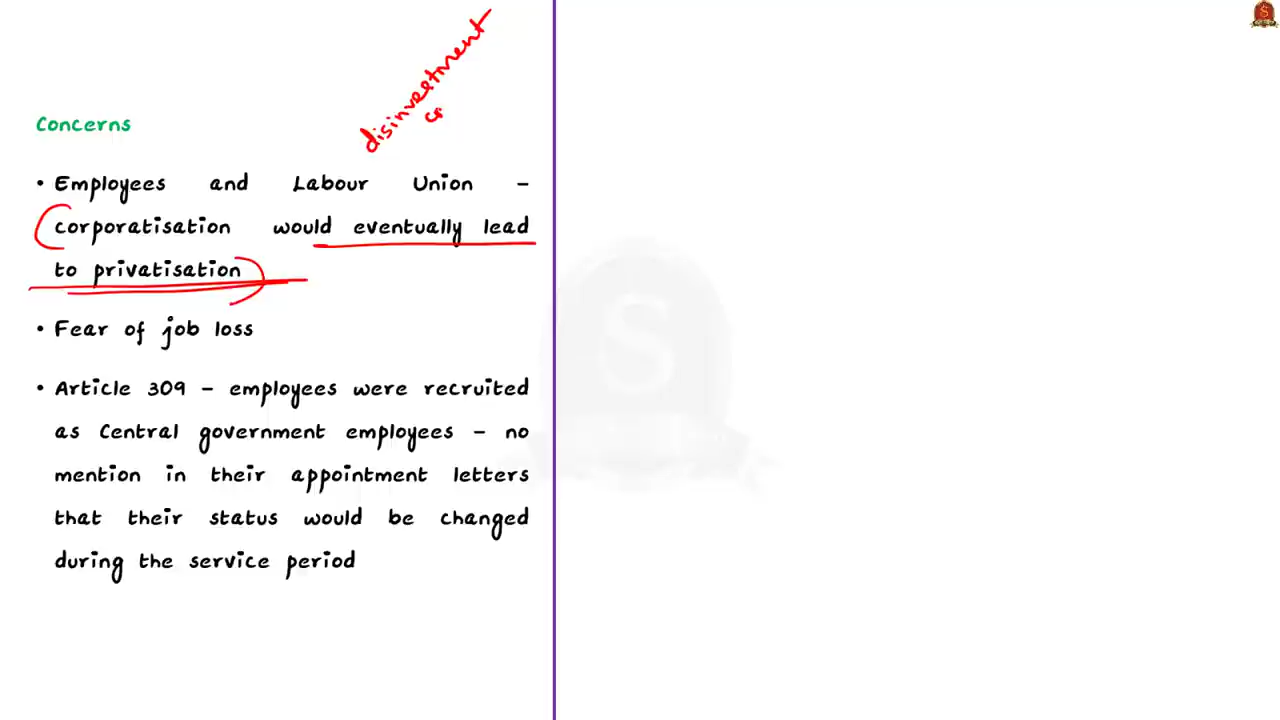 disinvestment
Concerns
• Employees and Labour Union –
corporatisation would eventually lead
to privatisation
• Fear of job loss
• Article 309 – employees were recruited
as Central government employees – no
mention in their appointment letters
that their status would be changed
during the service period
S
S